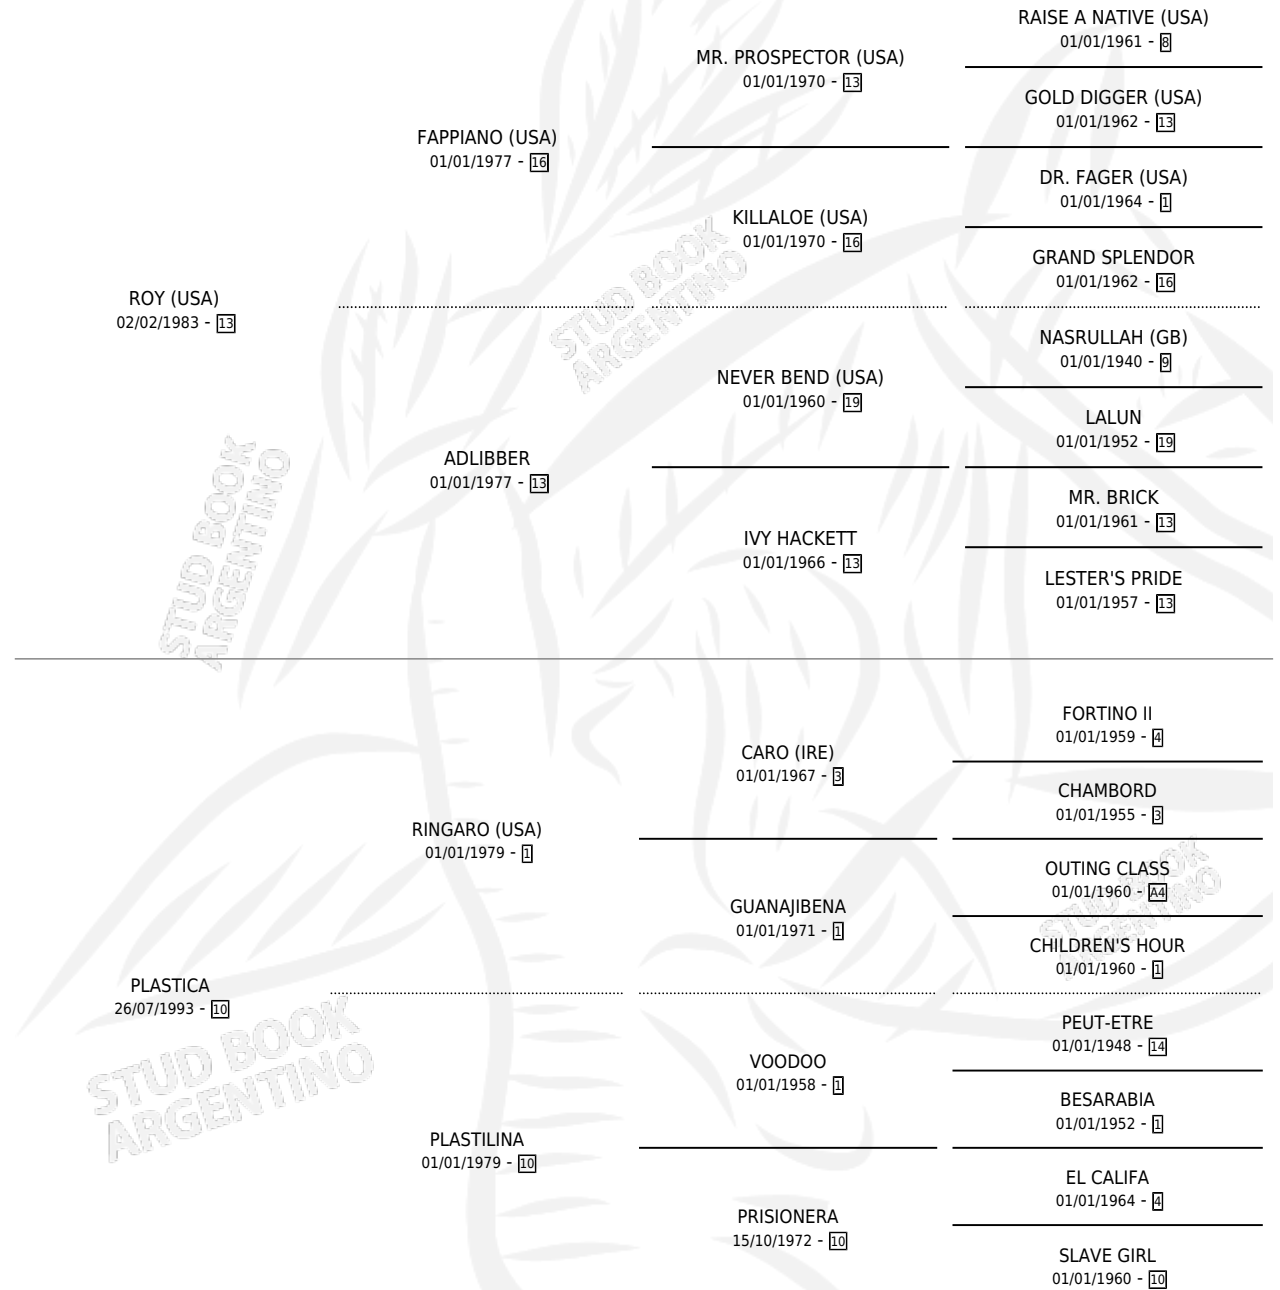 RAISE A NATIVE (USA)
01/01/1961 - 8
MR. PROSPECTOR (USA)
01/01/1970 - 13
GOLD DIGGER (USA)
01/01/1962 - 13
FAPPIANO (USA)
01/01/1977 - 16
DR. FAGER (USA)
01/01/1964 - 1
KILLALOE (USA)
01/01/1970 - 16
GRAND SPLENDOR
01/01/1962 - 16
ROY (USA)
02/02/1983 - 13
NASRULLAH (GB)
01/01/1940 - 9
NEVER BEND (USA)
01/01/1960 - 19
LALUN
01/01/1952 - 19
ADLIBBER
01/01/1977 - 13
MR. BRICK
01/01/1961 - 13
IVY HACKETT
01/01/1966 - 13
LESTER'S PRIDE
01/01/1957 - 13
FORTINO II
01/01/1959 - 4
CARO (IRE)
01/01/1967 - 3
CHAMBORD
01/01/1955 - 3
RINGARO (USA)
01/01/1979 - 1
OUTING CLASS
01/01/1960 - A4
GUANAJIBENA
01/01/1971 - 1
CHILDREN'S HOUR
01/01/1960 - 1
PLASTICA
26/07/1993 - 10
PEUT-ETRE
01/01/1948 - 14
VOODOO
01/01/1958 - 1
BESARABIA
01/01/1952 - 1
PLASTILINA
01/01/1979 - 10
EL CALIFA
01/01/1964 - 4
PRISIONERA
15/10/1972 - 10
SLAVE GIRL
01/01/1960 - 10
STUD BOOK
ARGENTINO
STUD BOOK
ARGENTINO
STUD BOOK
ARGENTINO
STUD BOOK
ARGENTINO